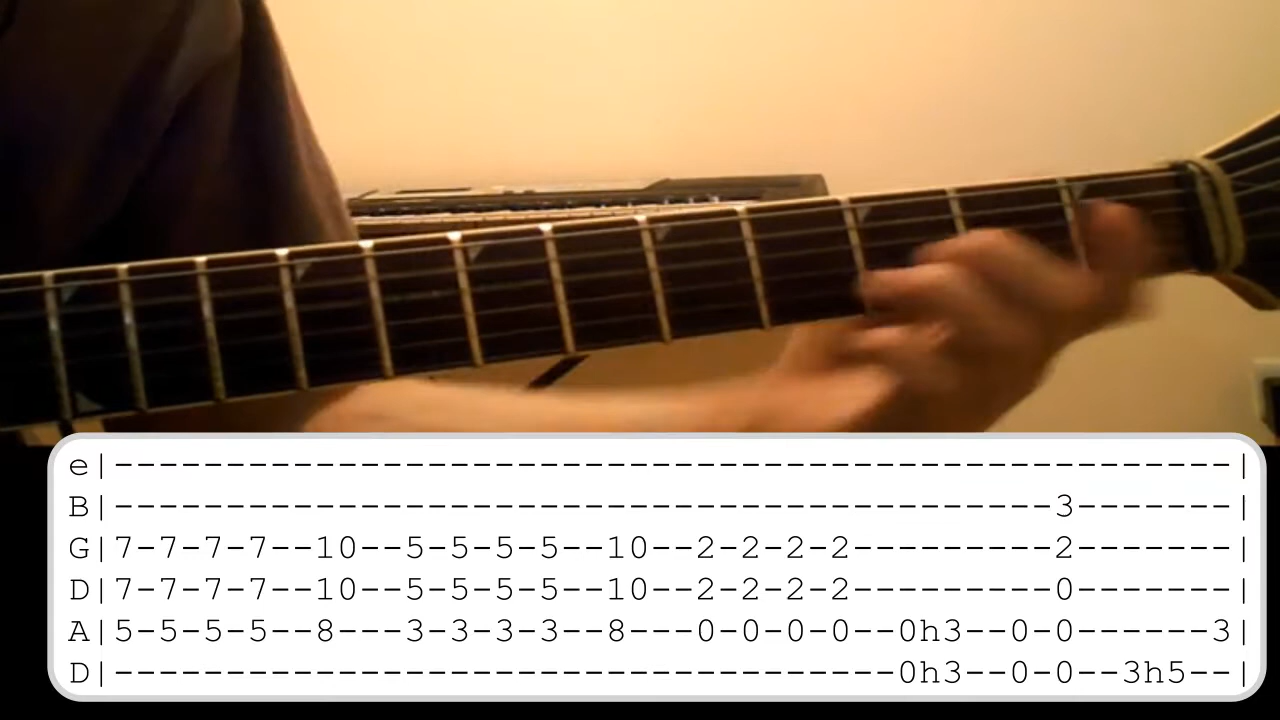 e|--------------------------------------------------|
B|------------------------------------------3-------|
G|7-7-7-7--10--5-5-5-5--10--2-2-2-2---------2-------|
D|7-7-7-7--10--5-5-5-5--10--2-2-2-2---------0-------|
A|5-5-5-5--8---3-3-3-3--8---0-0-0-0--0h3--0-0------3|
D|-----------------------------------0h3--0-0--3h5--|